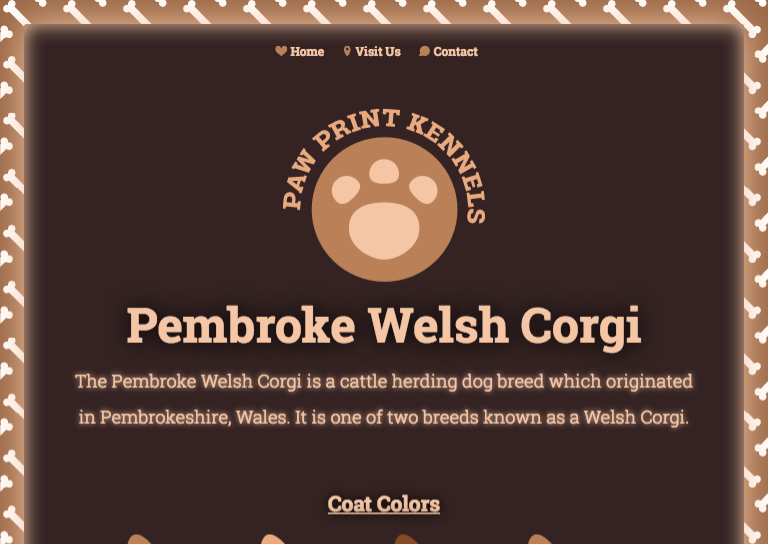 Home Visit Us Contact
PAW PRINT KENNELS
Pembroke Welsh Corgi
The Pembroke Welsh Corgi is a cattle herding dog breed which originated
in Pembrokeshire, Wales. It is one of two breeds known as a Welsh Corgi.
Coat Colors